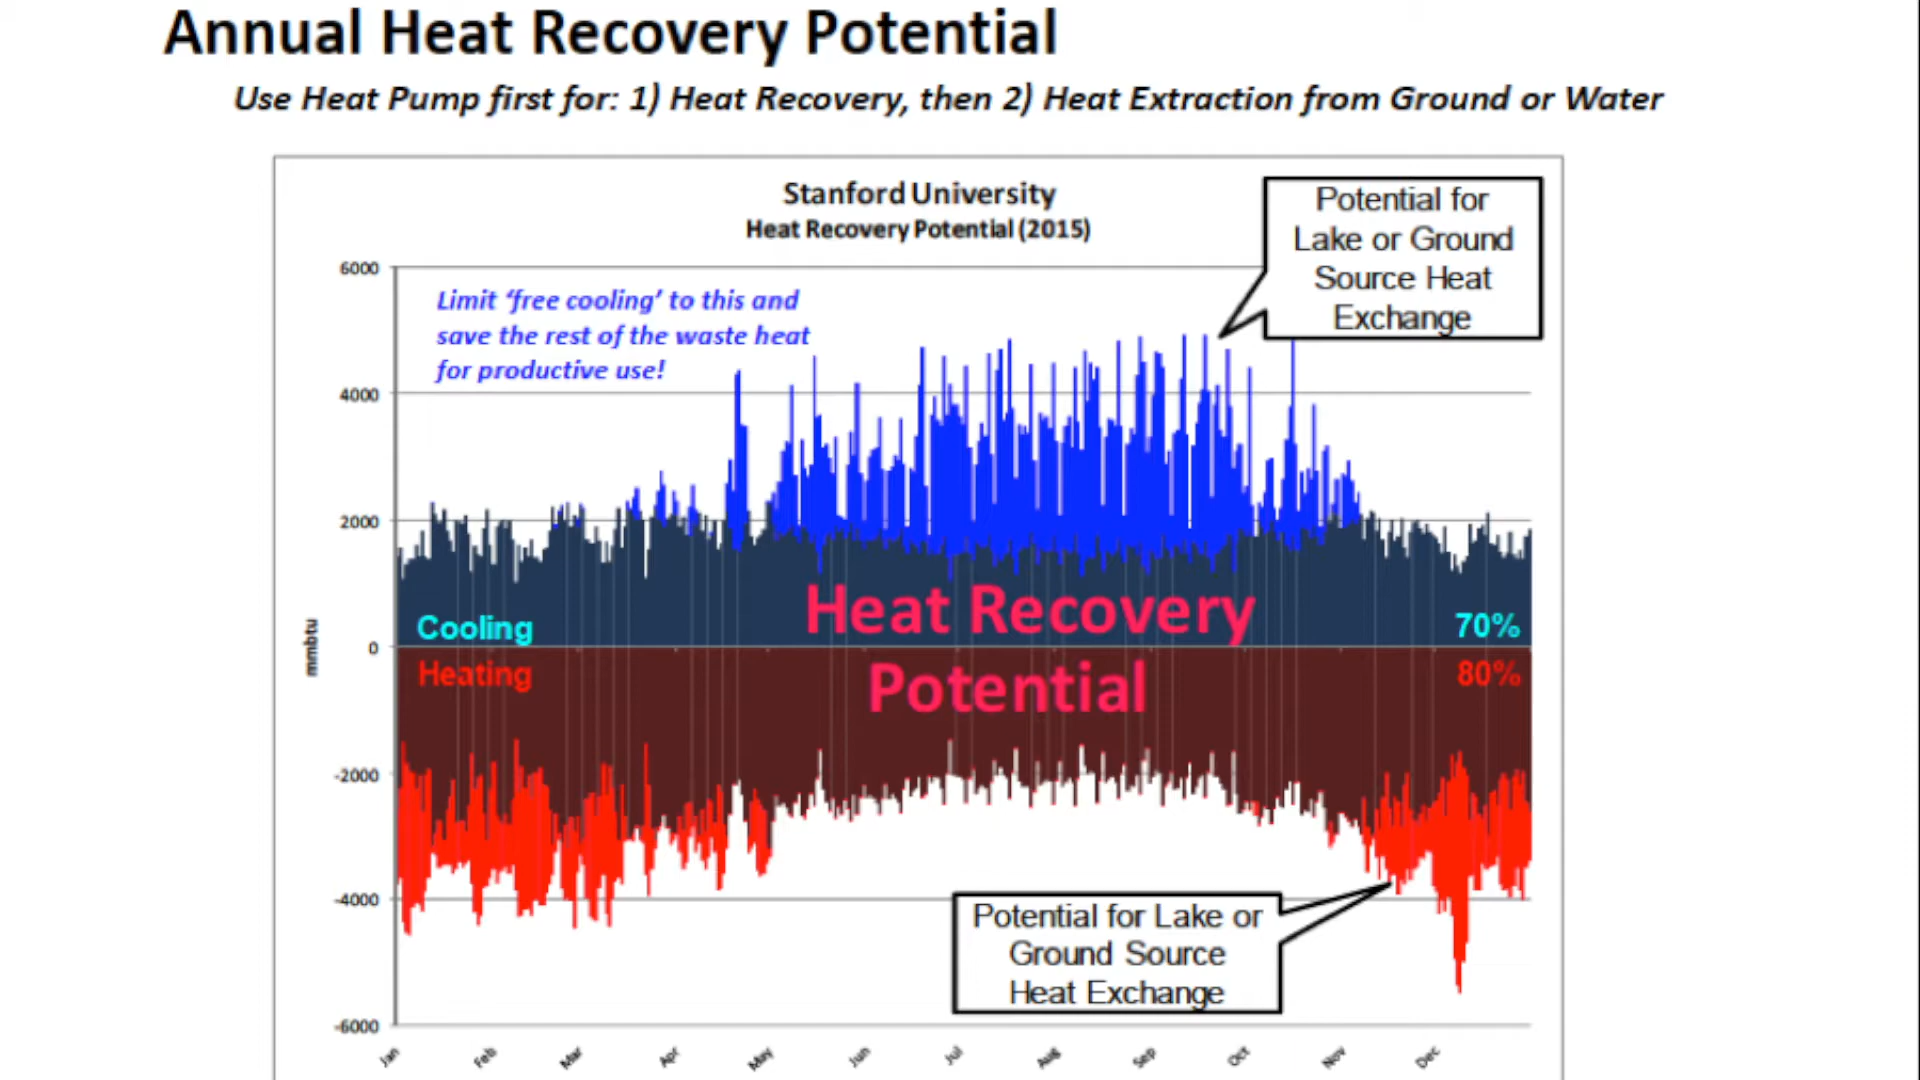 Annual Heat Recovery Potential
Use Heat Pump first for: 1) Heat Recovery, then 2) Heat Extraction from Ground or Water
Stanford University
Heat Recovery Potential (2015)
Potential for
Lake or Ground
Source Heat
Exchange
Limit ‘free cooling’ to this and
save the rest of the waste heat
for productive use!
6000
4000
2000
0
-2000
-4000
-6000
mmbtu
Cooling
Heating
Heat Recovery
Potential
70%
80%
Potential for Lake or
Ground Source
Heat Exchange
Jan Feb Mar Apr May Jun Jul Aug Sep Oct Nov Dec